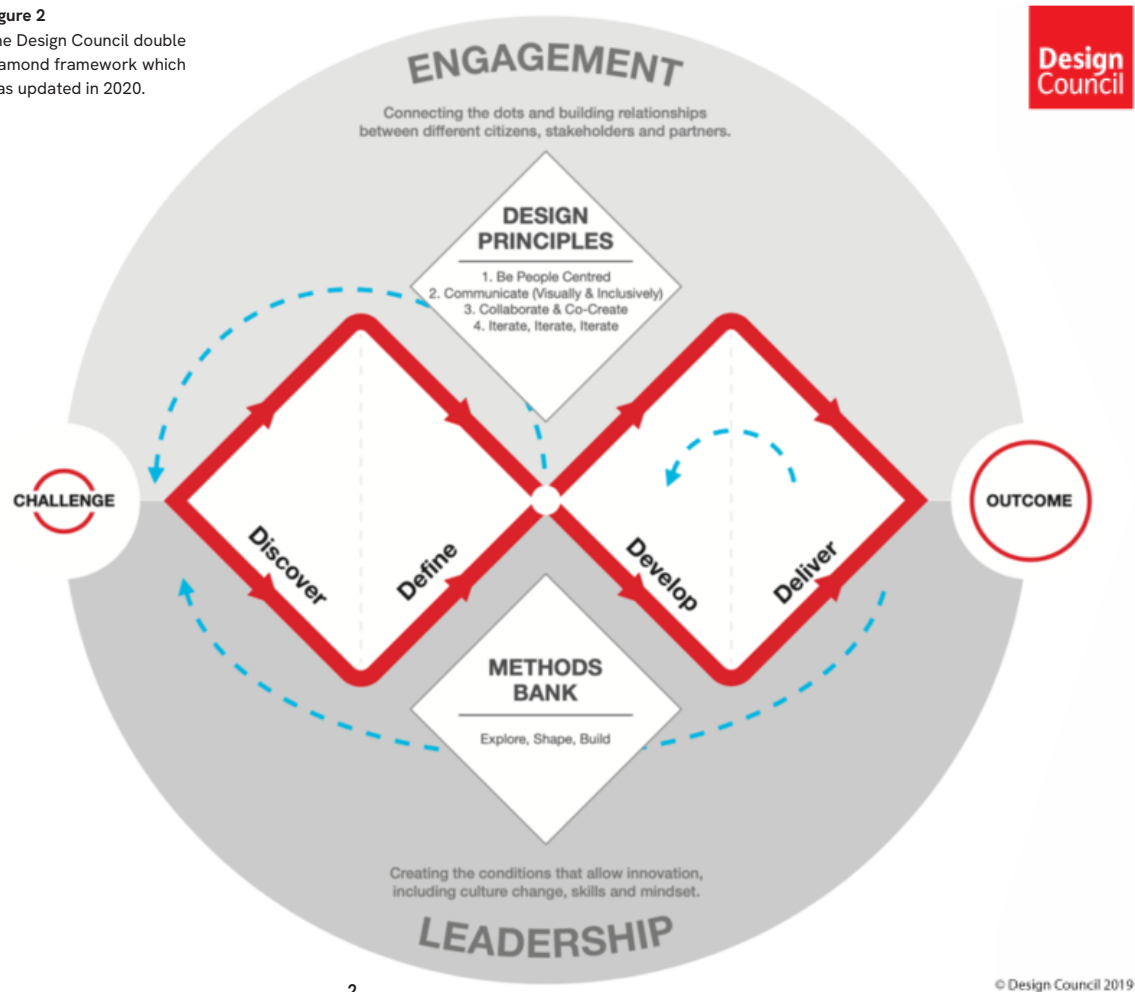 gure 2
ne Design Council double
amond framework which
as updated in 2020.
Design
Council
ENGAGEMENT
Connecting the dots and building relationships
between different citizens, stakeholders and partners.
DESIGN
PRINCIPLES
1. Be People Centred
2. Communicate (Visually & Inclusively)
3. Collaborate & Co-Create
4. Iterate, Iterate, Iterate
CHALLENGE
OUTCOME
Discover
Define
Develop
Deliver
METHODS
BANK
Explore, Shape, Build
Creating the conditions that allow innovation,
including culture change, skills and mindset.
LEADERSHIP
2
© Design Council 2019